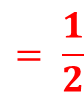 = 1/2